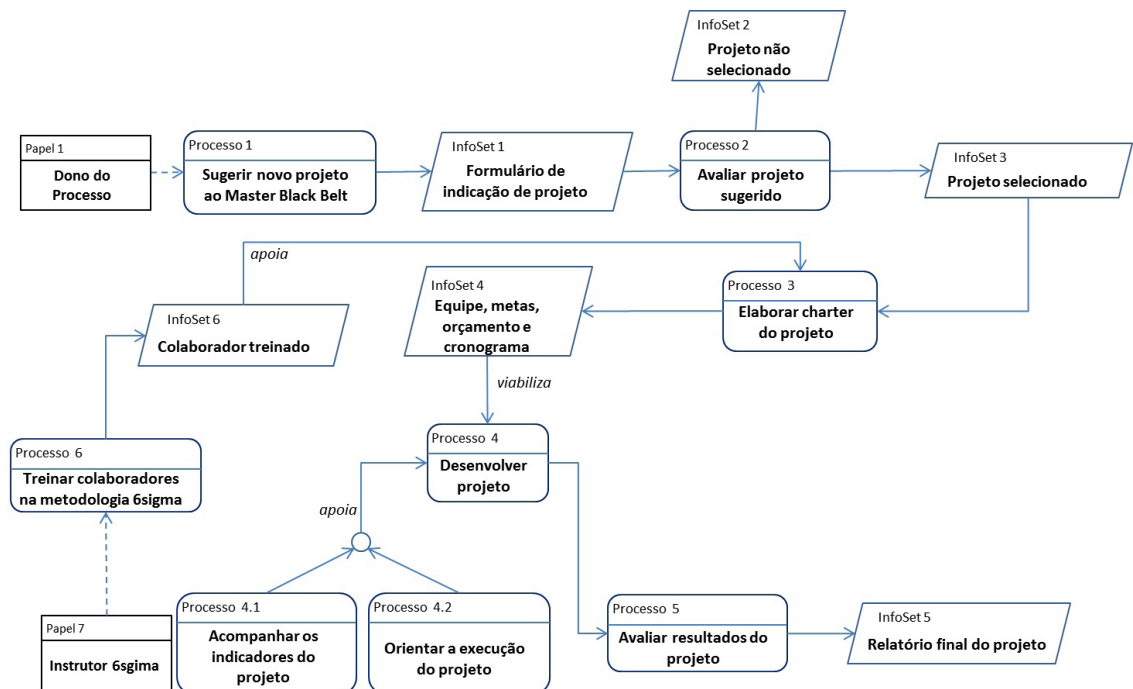 InfoSet 2
Projeto não
selecionado
Papel 1
Dono do
Processo
Processo 1
Sugerir novo projeto
ao Master Black Belt
InfoSet 1
Formulário de
indicação de projeto
Processo 2
Avaliar projeto
sugerido
InfoSet 3
Projeto selecionado
apoia
InfoSet 4
Equipe, metas,
orçamento e
cronograma
Processo 3
Elaborar charter
do projeto
InfoSet 6
Colaborador treinado
viabiliza
Processo 6
Treinar colaboradores
na metodologia 6sigma
Processo 4
Desenvolver
projeto
apoia
Papel 7
Instrutor 6sgima
Processo 4.1
Acompanhar os
indicadores do
projeto
Processo 4.2
Orientar a execução
do projeto
Processo 5
Avaliar resultados do
projeto
InfoSet 5
Relatório final do projeto